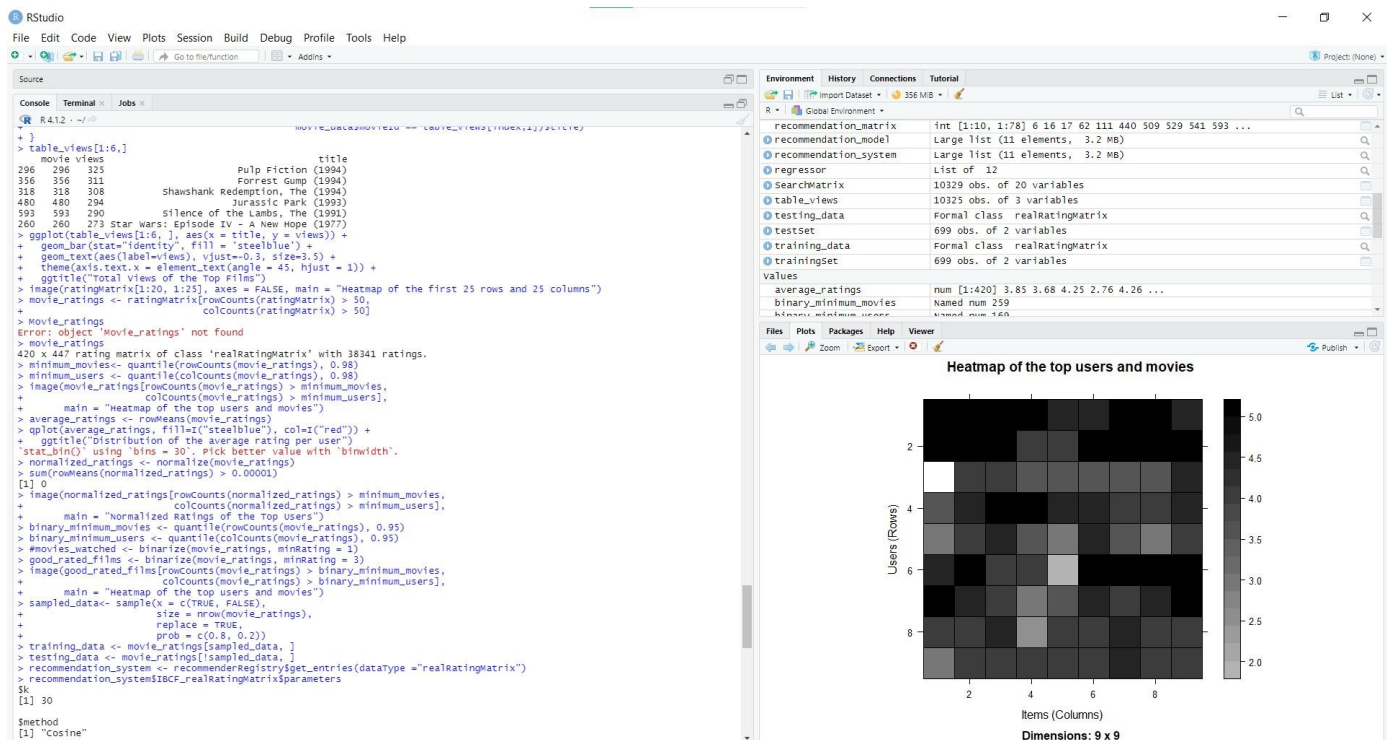 RStudio
File Edit Code View Plots Session Build Debug Profile Tools Help
Go to file/function
Addins
Project: (None)
Source
Console Terminal Jobs
R 4.1.2 · ~/
+ movie_data$movieId == table_views[index,1])$title)
+ }
> table_views[1:6,]
movie views title
296 296 325 Pulp Fiction (1994)
356 356 311 Forrest Gump (1994)
318 318 308 Shawshank Redemption, The (1994)
480 480 294 Jurassic Park (1993)
593 593 290 Silence of the Lambs, The (1991)
260 260 273 Star Wars: Episode IV - A New Hope (1977)
> ggplot(table_views[1:6, ], aes(x = title, y = views)) +
+ geom_bar(stat="identity", fill = 'steelblue') +
+ geom_text(aes(label=views), vjust=-0.3, size=3.5) +
+ theme(axis.text.x = element_text(angle = 45, hjust = 1)) +
+ ggtitle("Total Views of the Top Films")
> image(ratingMatrix[1:20, 1:25], axes = FALSE, main = "Heatmap of the first 25 rows and 25 columns")
> movie_ratings <- ratingMatrix[rowCounts(ratingMatrix) > 50,
+ colCounts(ratingMatrix) > 50]
> Movie_ratings
Error: object 'Movie_ratings' not found
> movie_ratings
420 x 447 rating matrix of class 'realRatingMatrix' with 38341 ratings.
> minimum_movies<- quantile(rowCounts(movie_ratings), 0.98)
> minimum_users <- quantile(colCounts(movie_ratings), 0.98)
> image(movie_ratings[rowCounts(movie_ratings) > minimum_movies,
+ colCounts(movie_ratings) > minimum_users],
+ main = "Heatmap of the top users and movies")
> average_ratings <- rowMeans(movie_ratings)
> qplot(average_ratings, fill=I("steelblue"), col=I("red")) +
+ ggtitle("Distribution of the average rating per user")
`stat_bin()` using `bins = 30`. Pick better value with `binwidth`.
> normalized_ratings <- normalize(movie_ratings)
> sum(rowMeans(normalized_ratings) > 0.00001)
[1] 0
> image(normalized_ratings[rowCounts(normalized_ratings) > minimum_movies,
+ colCounts(normalized_ratings) > minimum_users],
+ main = "Normalized Ratings of the Top Users")
> binary_minimum_movies <- quantile(rowCounts(movie_ratings), 0.95)
> binary_minimum_users <- quantile(colCounts(movie_ratings), 0.95)
> #movies_watched <- binarize(movie_ratings, minRating = 1)
> good_rated_films <- binarize(movie_ratings, minRating = 3)
> image(good_rated_films[rowCounts(movie_ratings) > binary_minimum_movies,
+ colCounts(movie_ratings) > binary_minimum_users],
+ main = "Heatmap of the top users and movies")
> sampled_data<- sample(x = c(TRUE, FALSE),
+ size = nrow(movie_ratings),
+ replace = TRUE,
+ prob = c(0.8, 0.2))
> training_data <- movie_ratings[sampled_data, ]
> testing_data <- movie_ratings[!sampled_data, ]
> recommendation_system <- recommenderRegistry$get_entries(dataType ="realRatingMatrix")
> recommendation_system$IBCF_realRatingMatrix$parameters
$k
[1] 30
$method
[1] "Cosine"
Environment History Connections Tutorial
Import Dataset 356 MiB List
R Global Environment
recommendation_matrix int [1:10, 1:78] 6 16 17 62 111 440 509 529 541 593 ...
recommendation_model Large list (11 elements, 3.2 MB)
recommendation_system Large list (11 elements, 3.2 MB)
regressor List of 12
SearchMatrix 10329 obs. of 20 variables
table_views 10325 obs. of 3 variables
testing_data Formal class realRatingMatrix
testSet 699 obs. of 2 variables
training_data Formal class realRatingMatrix
trainingSet 699 obs. of 2 variables
Values
average_ratings num [1:420] 3.85 3.68 4.25 2.76 4.26 ...
binary_minimum_movies Named num 259
binary_minimum_users Named num 169
Files Plots Packages Help Viewer
Zoom Export Publish
Heatmap of the top users and movies
Users (Rows)
2
4
6
8
2 4 6 8
Items (Columns)
Dimensions: 9 x 9
5.0
4.5
4.0
3.5
3.0
2.5
2.0